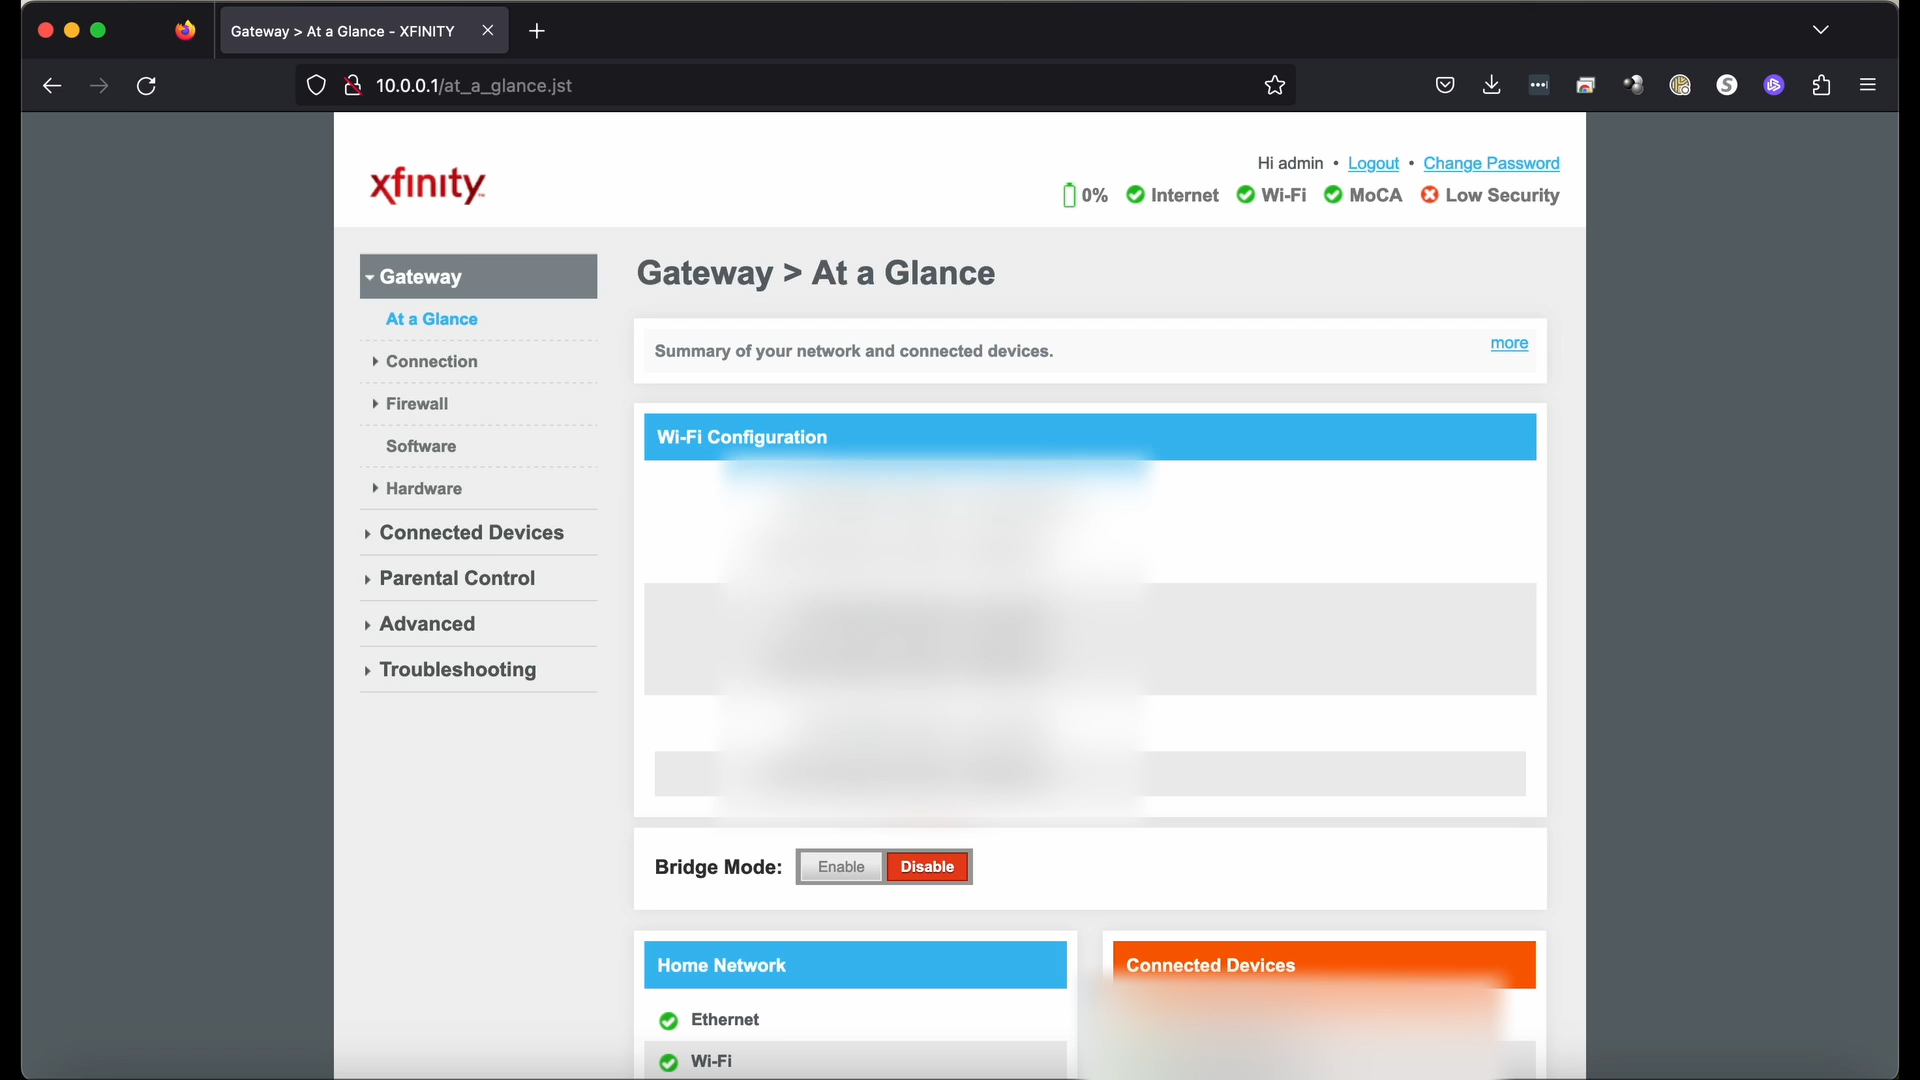 Gateway > At a Glance - XFINITY
10.0.0.1/at_a_glance.jst
xfinity
Hi admin • Logout • Change Password
0% Internet Wi-Fi MoCA Low Security
Gateway
At a Glance
Connection
Firewall
Software
Hardware
Connected Devices
Parental Control
Advanced
Troubleshooting
Gateway > At a Glance
Summary of your network and connected devices.
more
Wi-Fi Configuration
Bridge Mode: Enable Disable
Home Network
Ethernet
Wi-Fi
Connected Devices